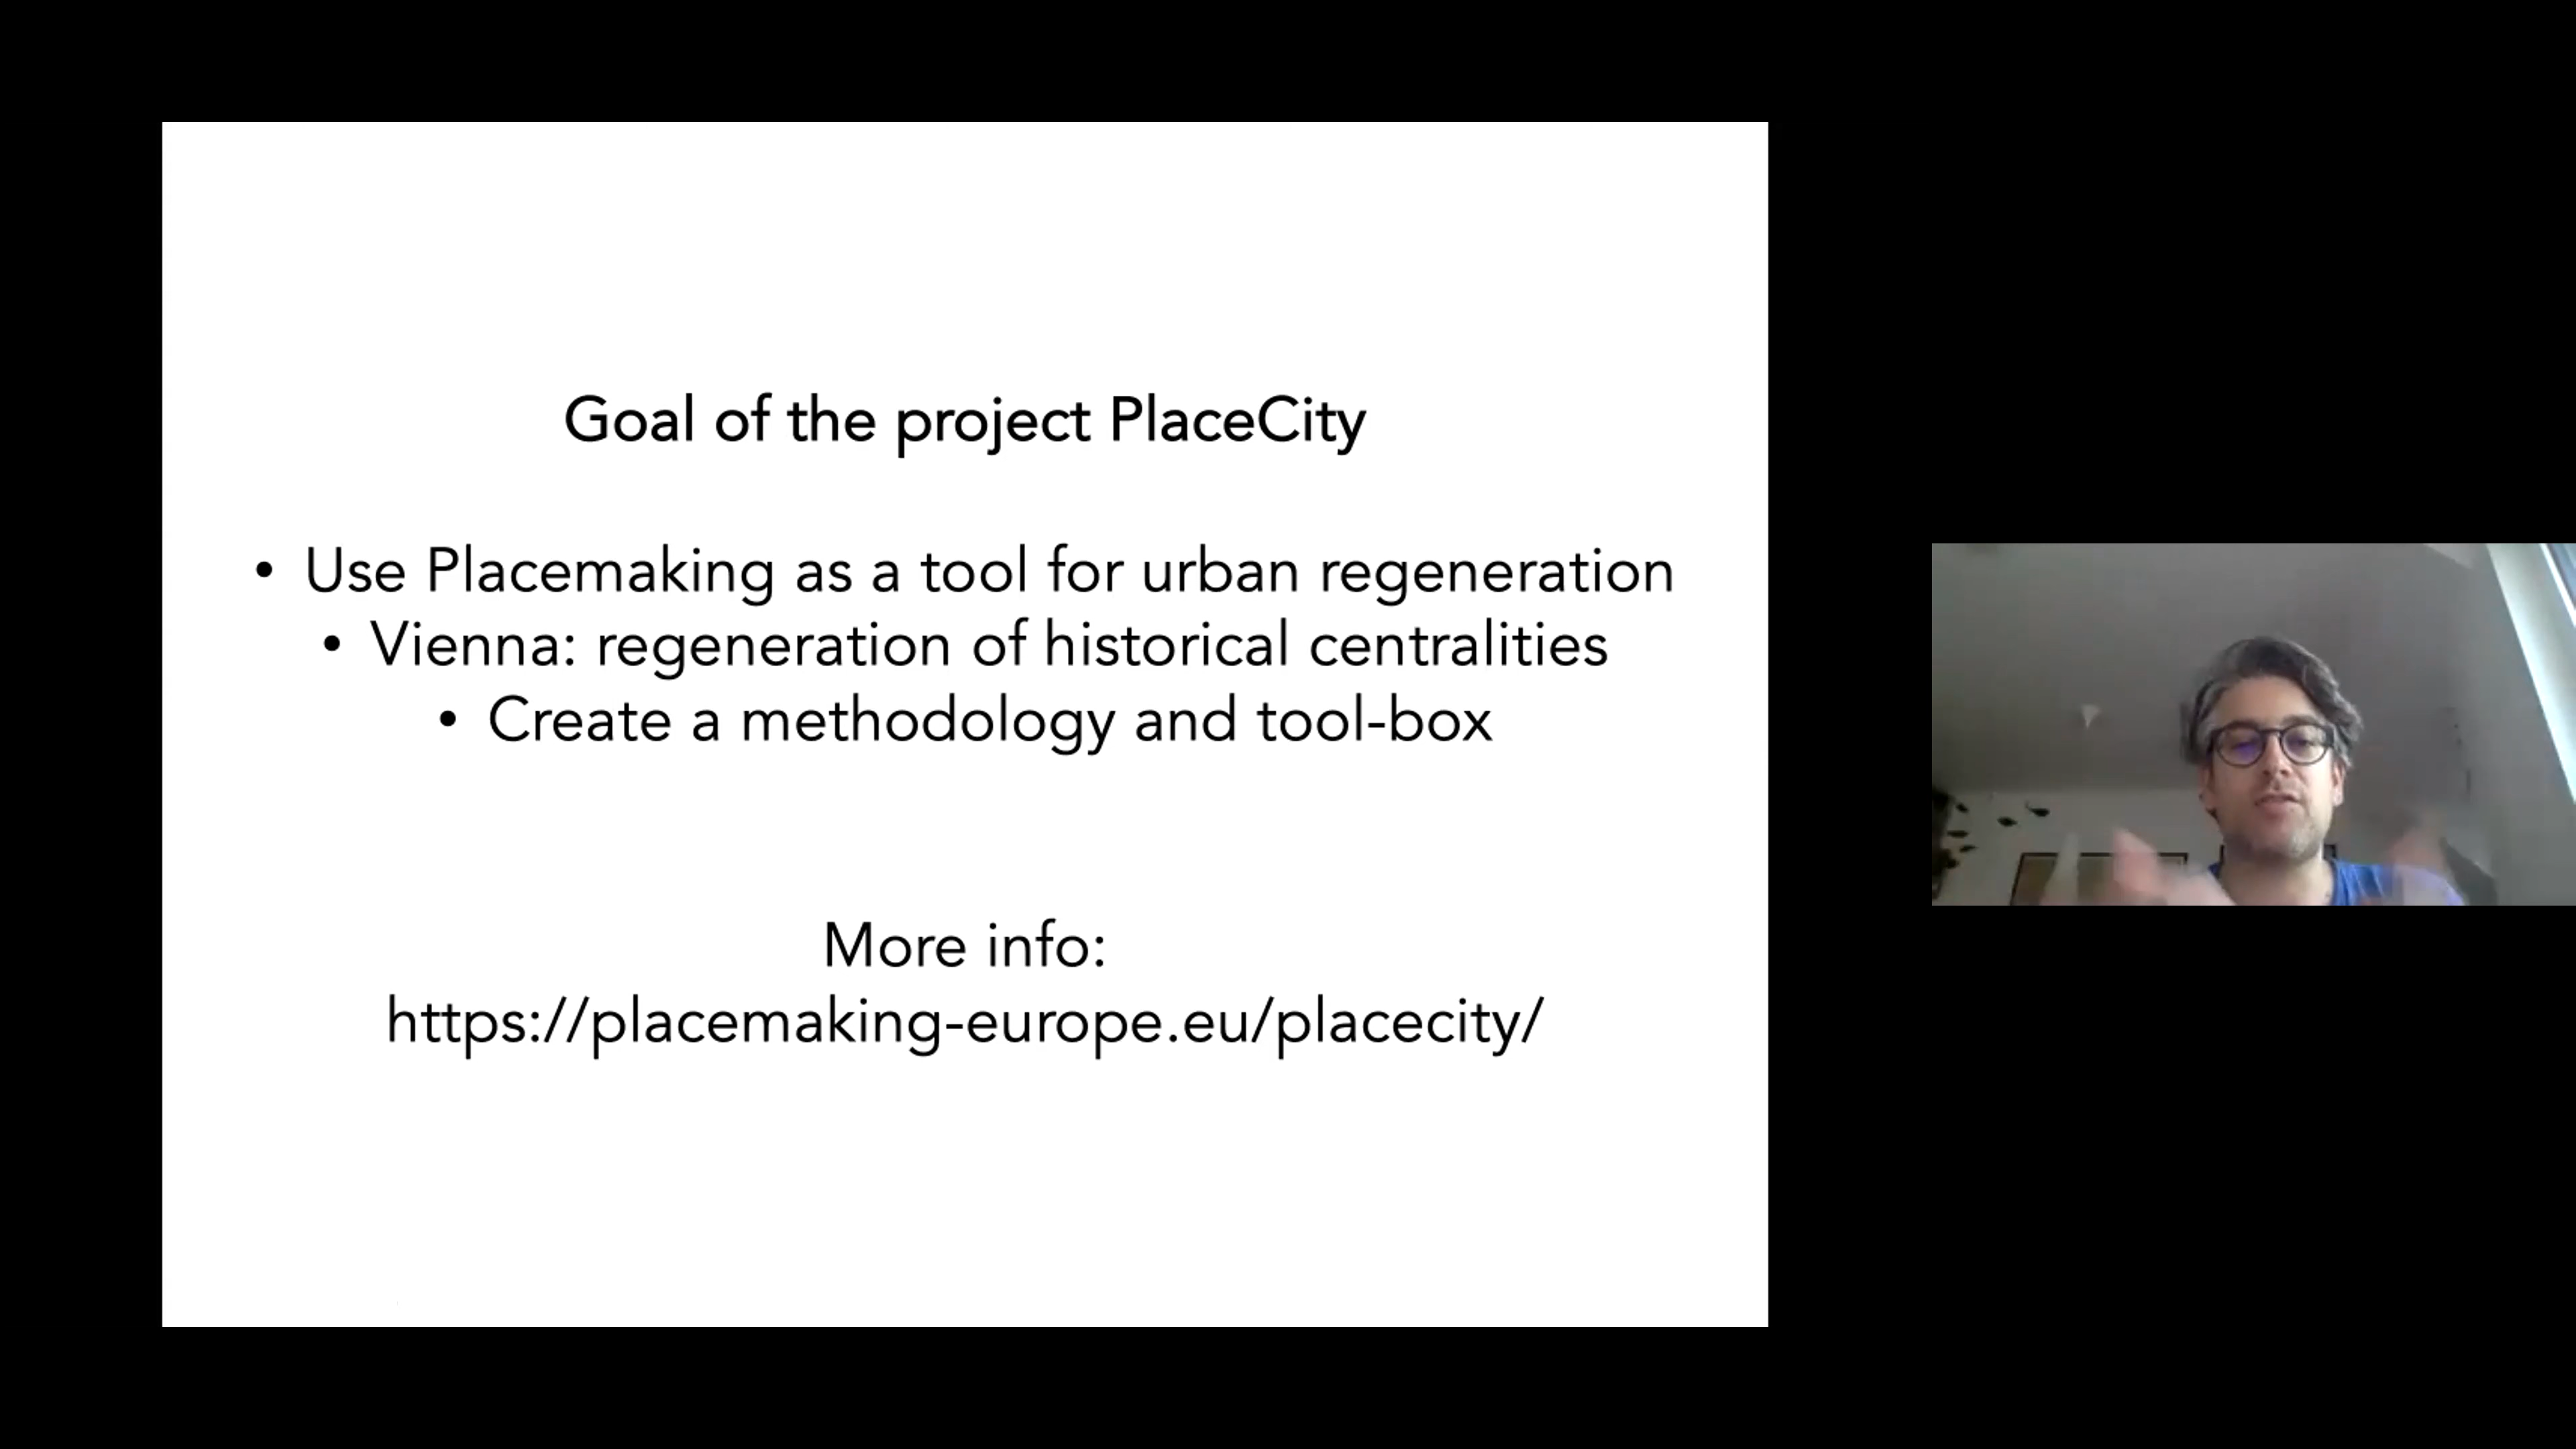 Goal of the project PlaceCity
• Use Placemaking as a tool for urban regeneration
• Vienna: regeneration of historical centralities
• Create a methodology and tool-box
More info:
https://placemaking-europe.eu/placecity/